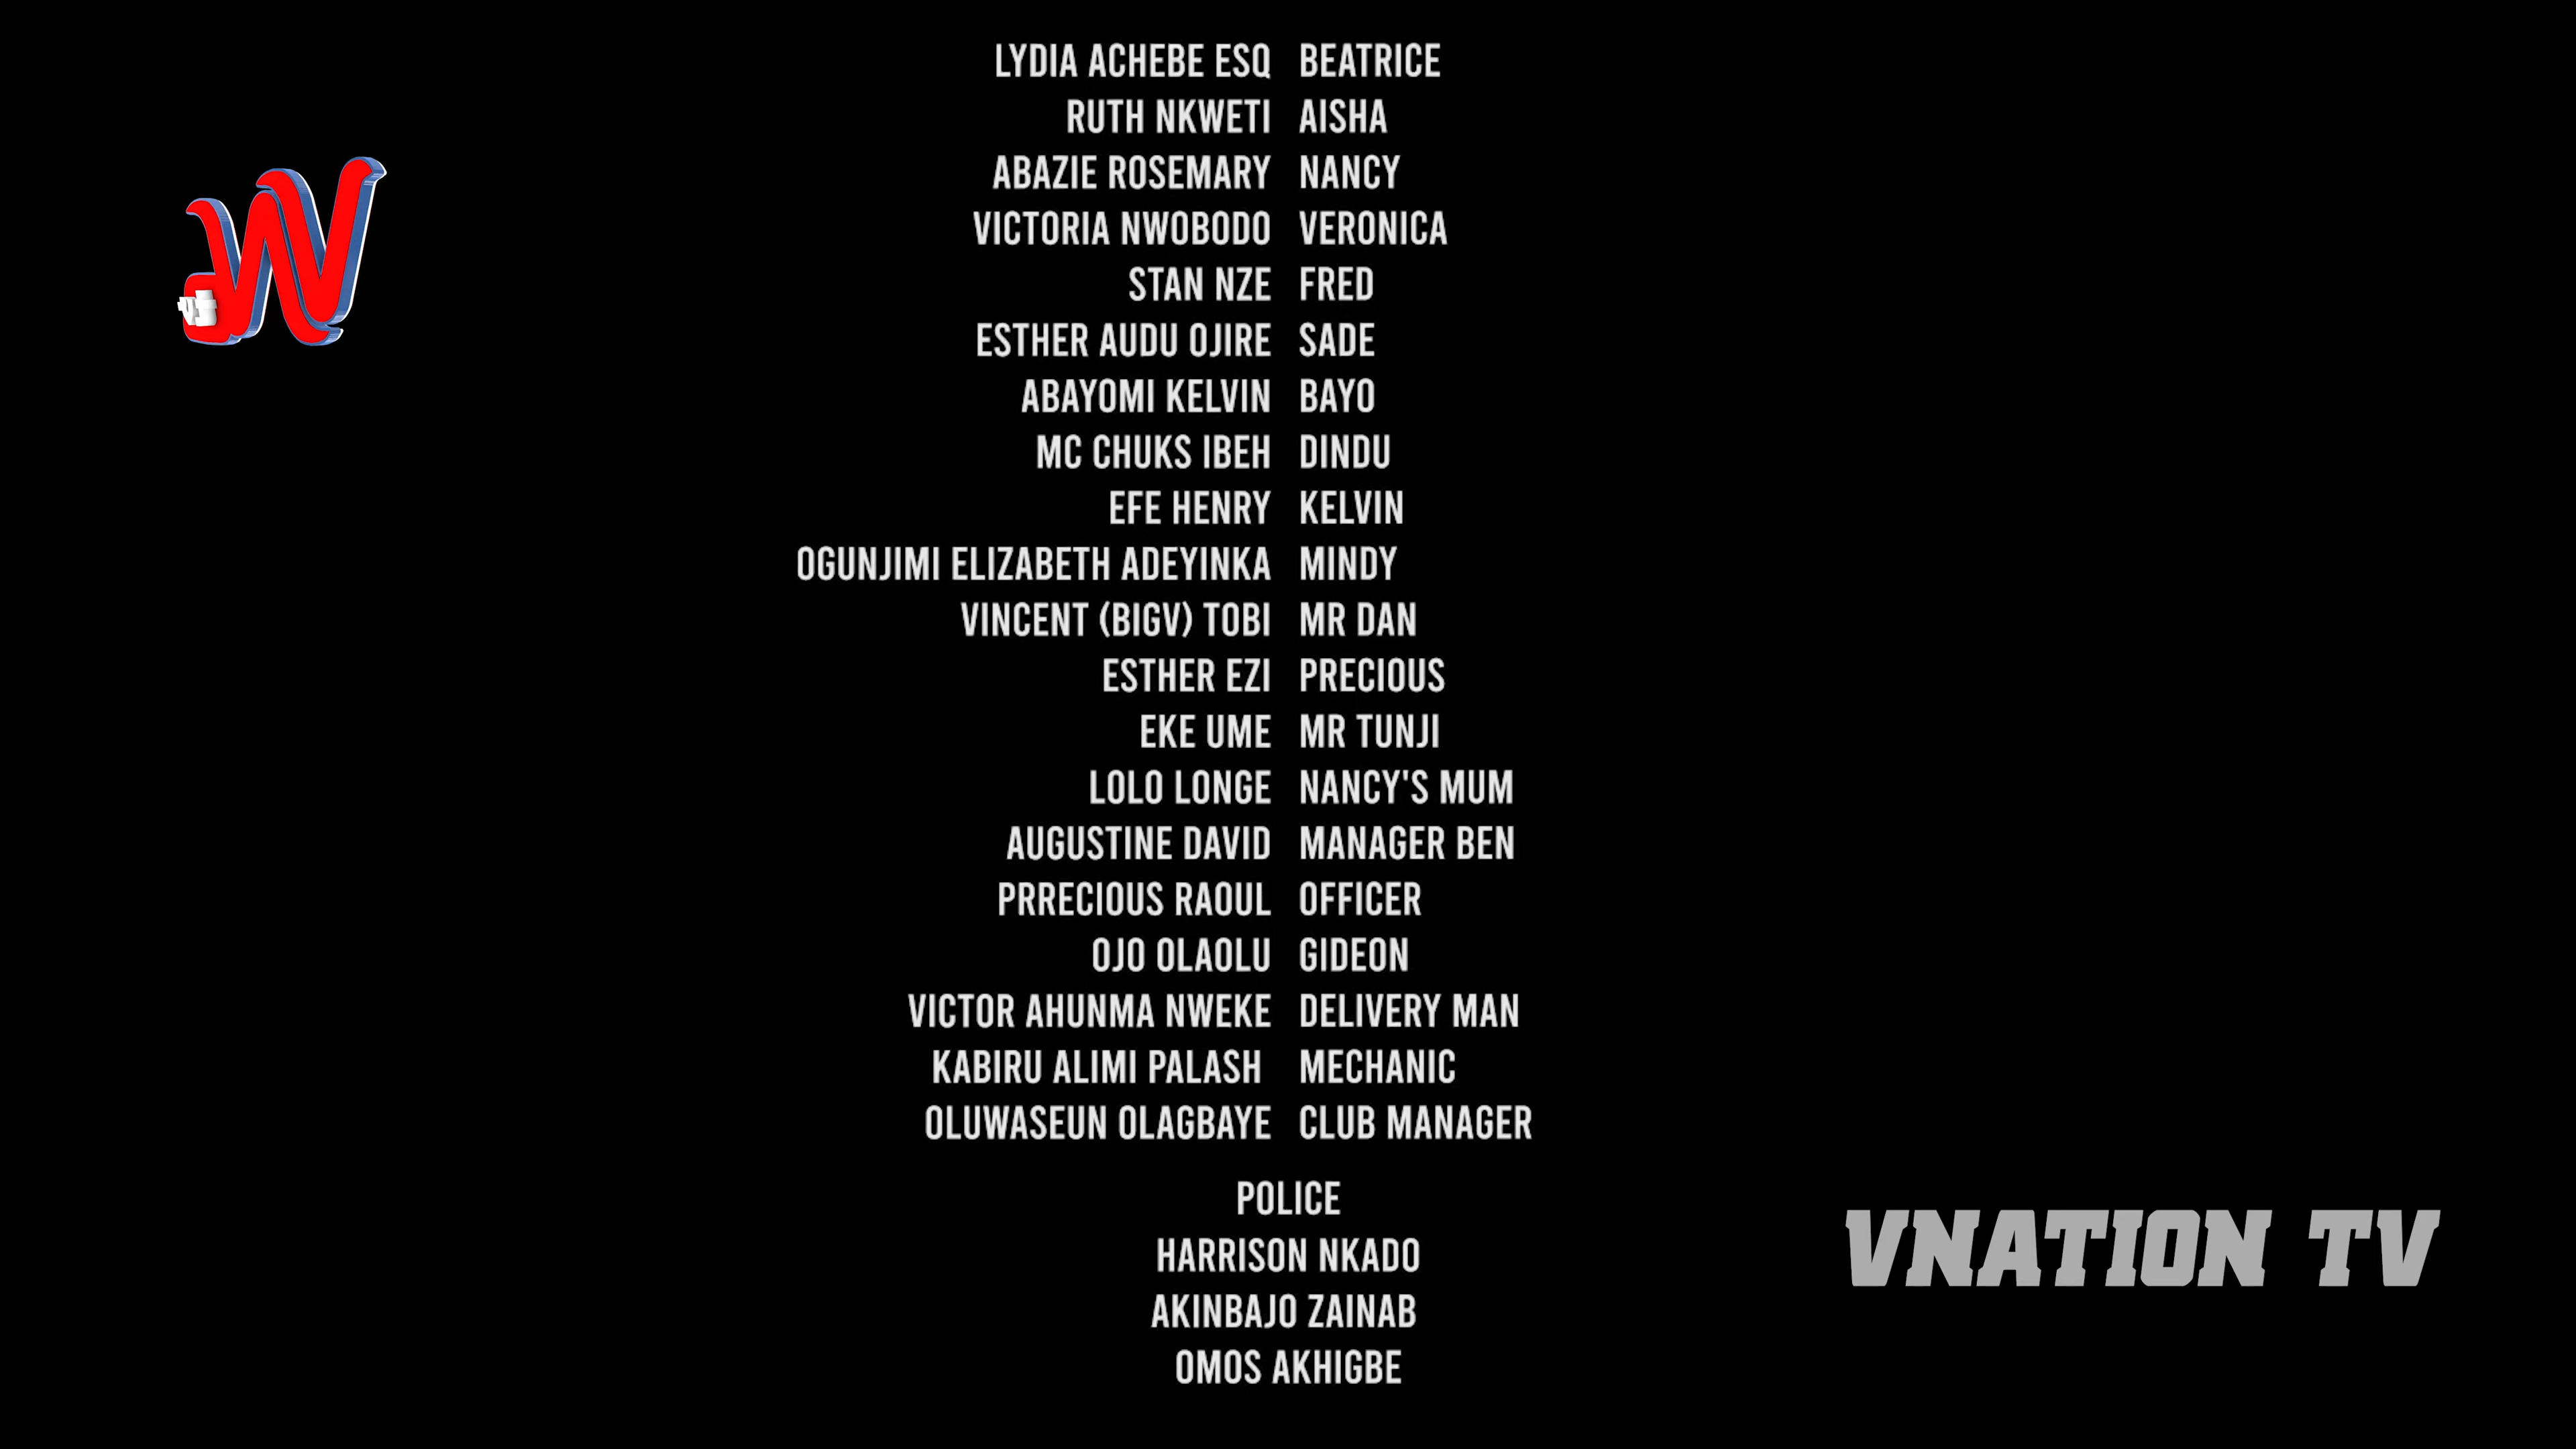 LYDIA ACHEBE ESQ BEATRICE
RUTH NKWETI AISHA
ABAZIE ROSEMARY NANCY
VICTORIA NWOBODO VERONICA
STAN NZE FRED
ESTHER AUDU OJIRE SADE
ABAYOMI KELVIN BAYO
MC CHUKS IBEH DINDU
EFE HENRY KELVIN
OGUNJIMI ELIZABETH ADEYINKA MINDY
VINCENT (BIGV) TOBI MR DAN
ESTHER EZI PRECIOUS
EKE UME MR TUNJI
LOLO LONGE NANCY'S MUM
AUGUSTINE DAVID MANAGER BEN
PRRECIOUS RAOUL OFFICER
OJO OLAOLU GIDEON
VICTOR AHUNMA NWEKE DELIVERY MAN
KABIRU ALIMI PALASH MECHANIC
OLUWASEUN OLAGBAYE CLUB MANAGER
POLICE
HARRISON NKADO
AKINBAJO ZAINAB
OMOS AKHIGBE
VNATION TV